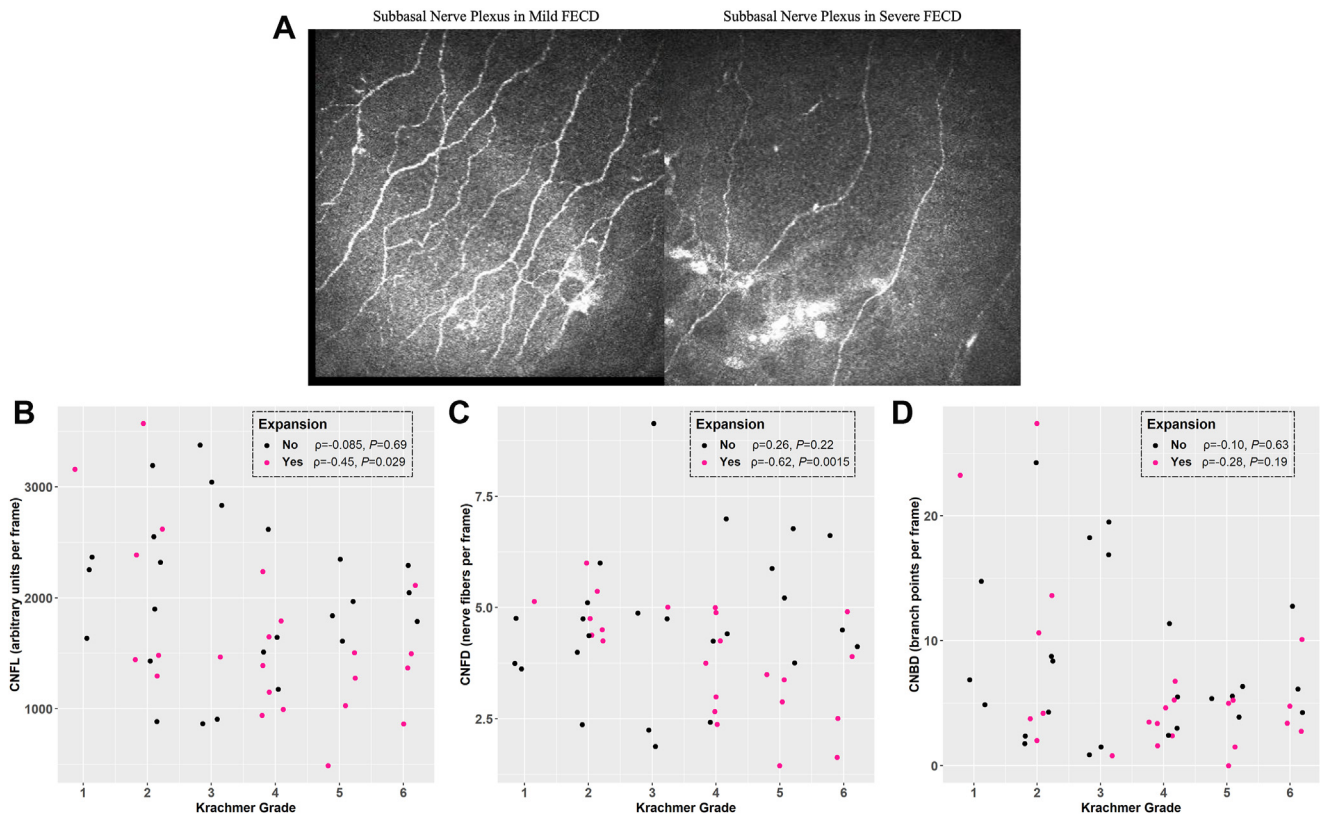 A
Subbasal Nerve Plexus in Mild FECD
Subbasal Nerve Plexus in Severe FECD
B
CNFL (arbitrary units per frame)
3000
2000
1000
1 2 3 4 5 6
Krachmer Grade
Expansion
No ρ=-0.085, P=0.69
Yes ρ=-0.45, P=0.029
C
CNFD (nerve fibers per frame)
7.5
5.0
2.5
1 2 3 4 5 6
Krachmer Grade
Expansion
No ρ=0.26, P=0.22
Yes ρ=-0.62, P=0.0015
D
CNBD (branch points per frame)
20
10
0
1 2 3 4 5 6
Krachmer Grade
Expansion
No ρ=-0.10, P=0.63
Yes ρ=-0.28, P=0.19